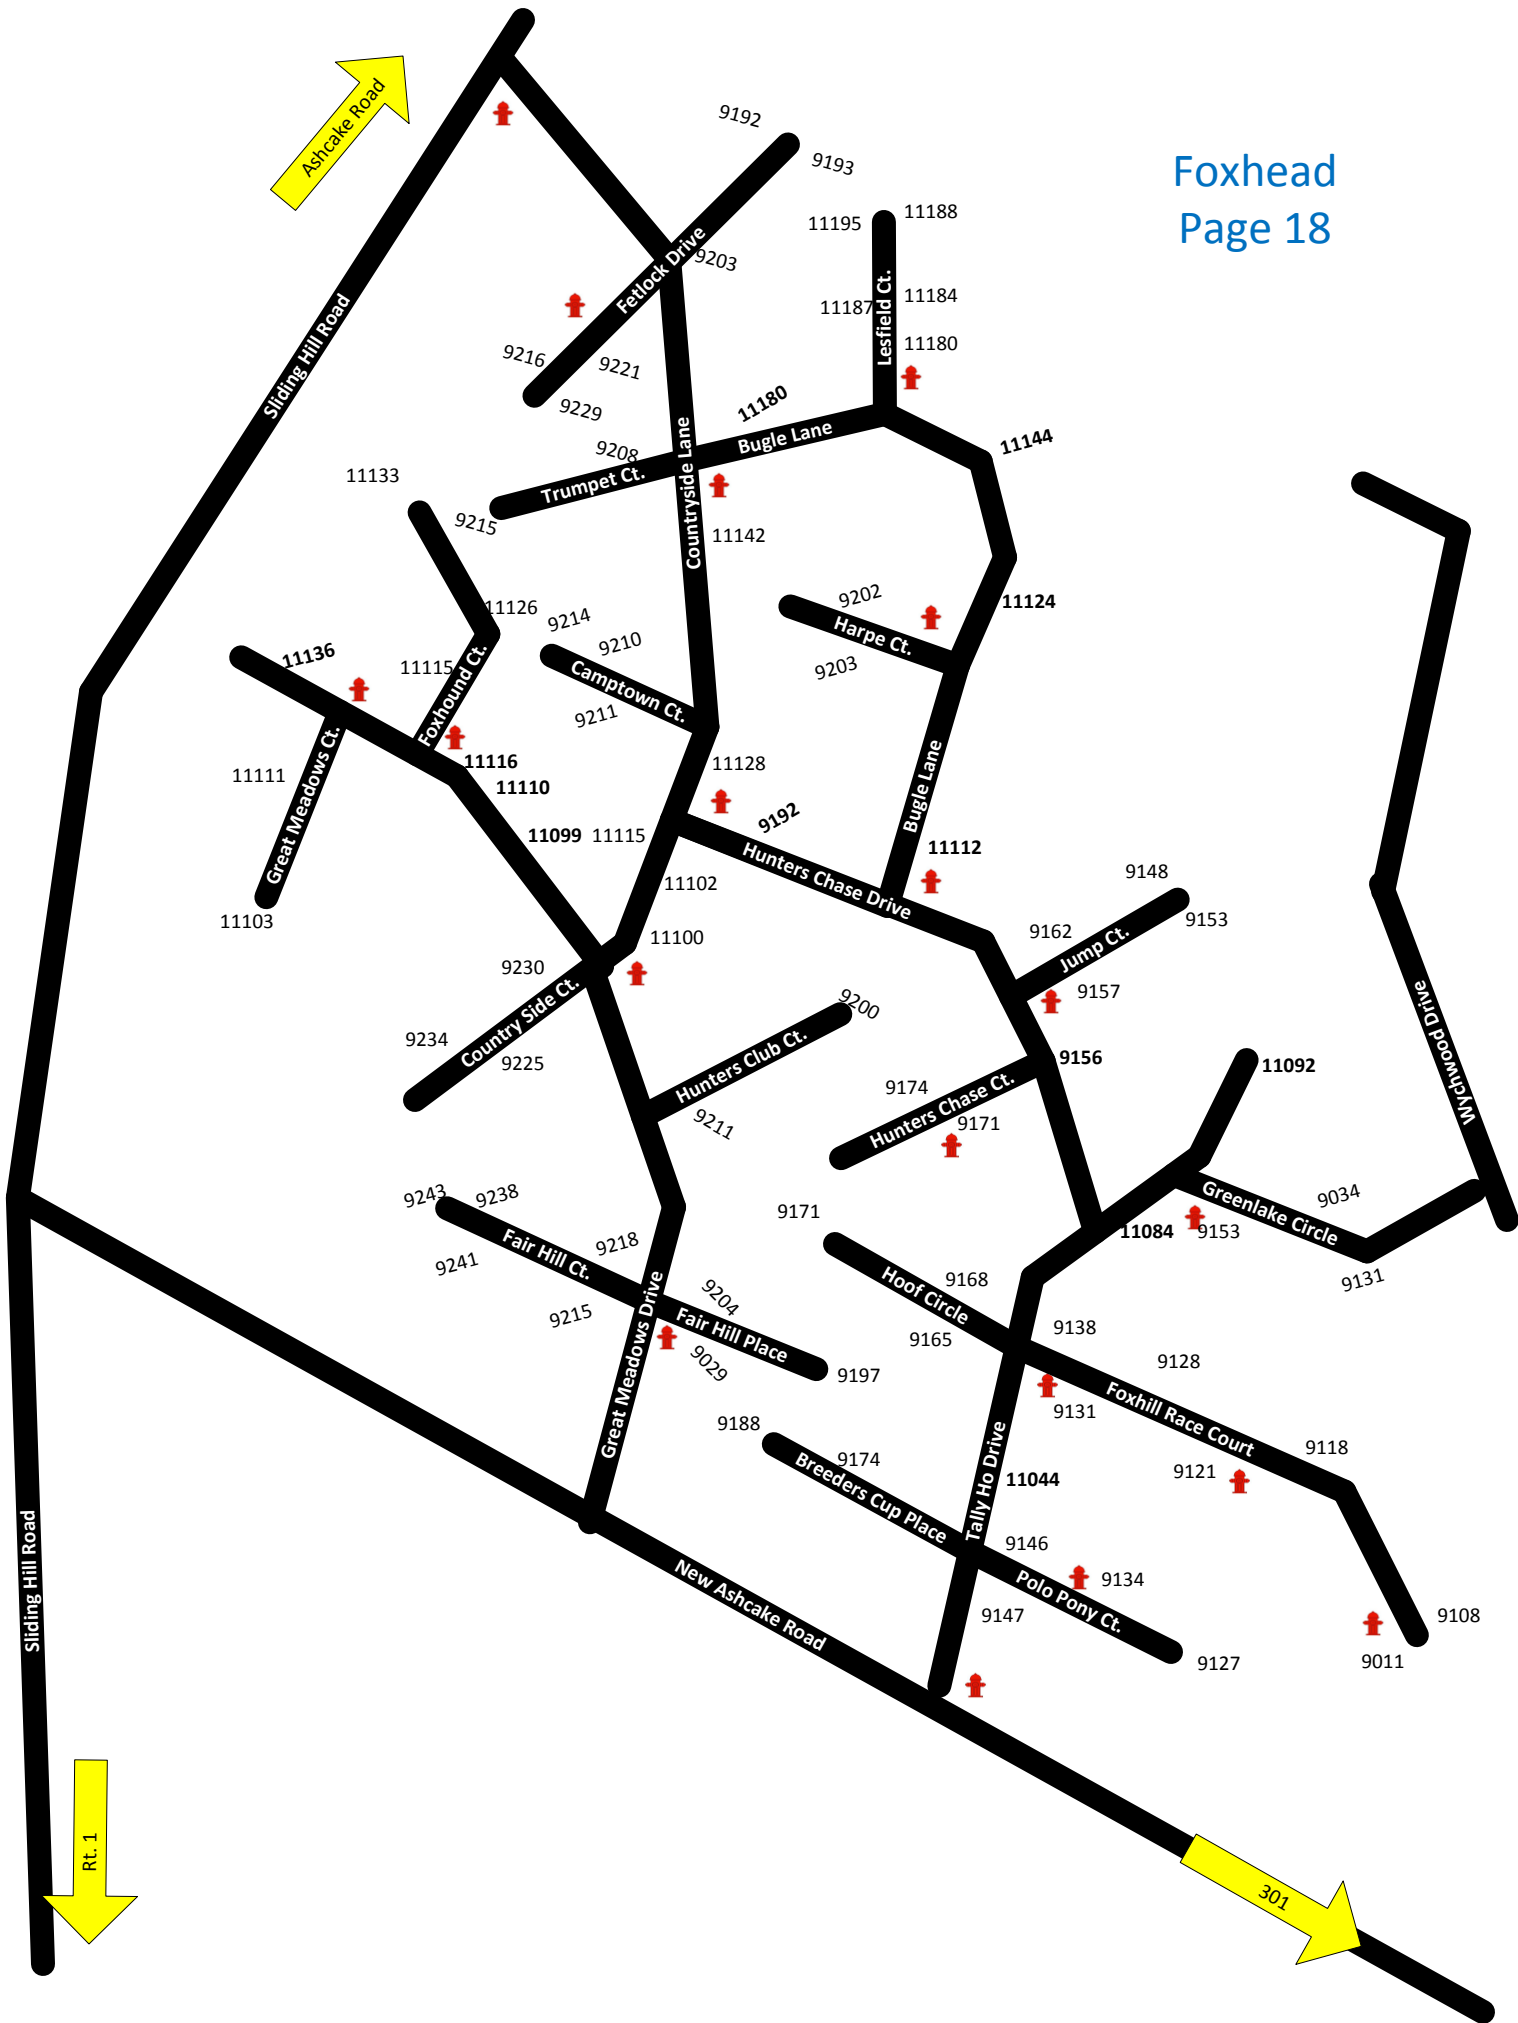 Foxhead
Page 18
Ashcake Road
9192
9193
11195
11188
9203
Fetlock Drive
11187
Lesfield Ct.
11184
11180
Sliding Hill Road
9216
9221
9229
11180
Bugle Lane
11144
9208
Trumpet Ct.
Countryside Lane
11133
9215
11142
11126
9214
9210
9202
11124
Harpe Ct.
9203
11136
11115
Foxhound Ct.
Camptown Ct.
9211
11116
11128
11111
Great Meadows Ct.
11110
Bugle Lane
9192
11099
11115
Hunters Chase Drive
11112
11102
9148
11103
9153
9162
Jump Ct.
11100
9230
9157
9200
Country Side Ct.
9234
9225
Hunters Club Ct.
9156
11092
Wychwood Drive
9174
Hunters Chase Ct.
9211
9171
9243
9238
9171
Greenlake Circle
9034
11084
9153
9218
Fair Hill Ct.
9241
9168
Hoof Circle
9131
9204
9215
Fair Hill Place
9165
9138
Great Meadows Drive
9029
9197
9128
Foxhill Race Court
9131
9188
9174
Breeders Cup Place
Tally Ho Drive
11044
9118
9121
9146
Polo Pony Ct.
9134
New Ashcake Road
Sliding Hill Road
9147
9108
9127
9011
Rt. 1
301